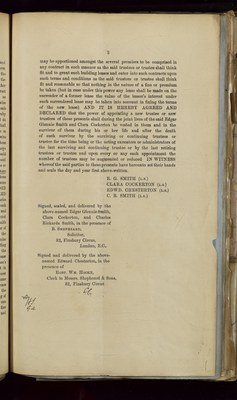 5
may be apportioned amongst the several premises to be comprised in
any contract in such manner as the said trustees or trustee shall think
fit and to grant such building leases and enter into such contracts upon
such terms and conditions as the said trustees or trustee shall think
fit and reasonable so that nothing in the nature of a fine or premium
be taken (but in case under this power any lease shall be made on the
surrender of a former lease the value of the lessee's interest under
such surrendered lease may be taken into account in fixing the terms
of the new lease) AND IT IS HEREBY AGREED AND
DECLARED that the power of appointing a new trustee or new
trustees of these presents shall during the joint lives of the said Edgar
Smith and Clara Cockerton be vested in them and in the
survivor of them during his or her life and after the death
of such survivor by the surviving or continuing trustees or
trustee for the time being or the acting executors or administrators of
the last surviving and continuing trustee or by the last retiring
trustees or trustee and upon every or any such appointment the
number of trustees may be augmented or reduced IN WITNESS
whereof the said parties to these presents have hereunto set their hands
and seals the day and year first above written.
E. G. SMITH (L.S.)
CLARA COCKERTON (L.S.)
EDWD. CHESTERTON (L.S.)
C. R. SMITH (L.S.)
Signed, sealed, and delivered by the
above-named Edgar Smith,
Clara Cockerton, and Charles
Richards Smith, in the presence of
Solicitor,
Finsbury Circus,
London, E.C.
Signed and delivered by the above-
named Edmund Chesterton, in the
presence of
Wm.
Clerk to Messrs. Shepheard & Sons,
Finsbury Circus